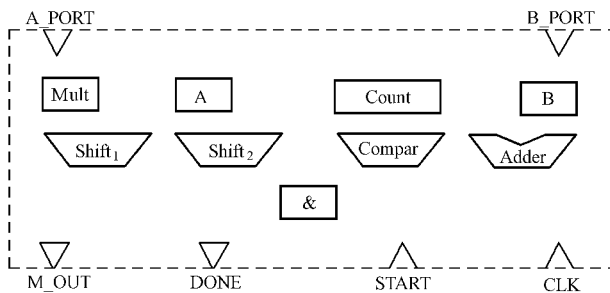 A_PORT B_PORT
Mult A Count B
Shift1 Shift2 Compar Adder
&
M_OUT DONE START CLK